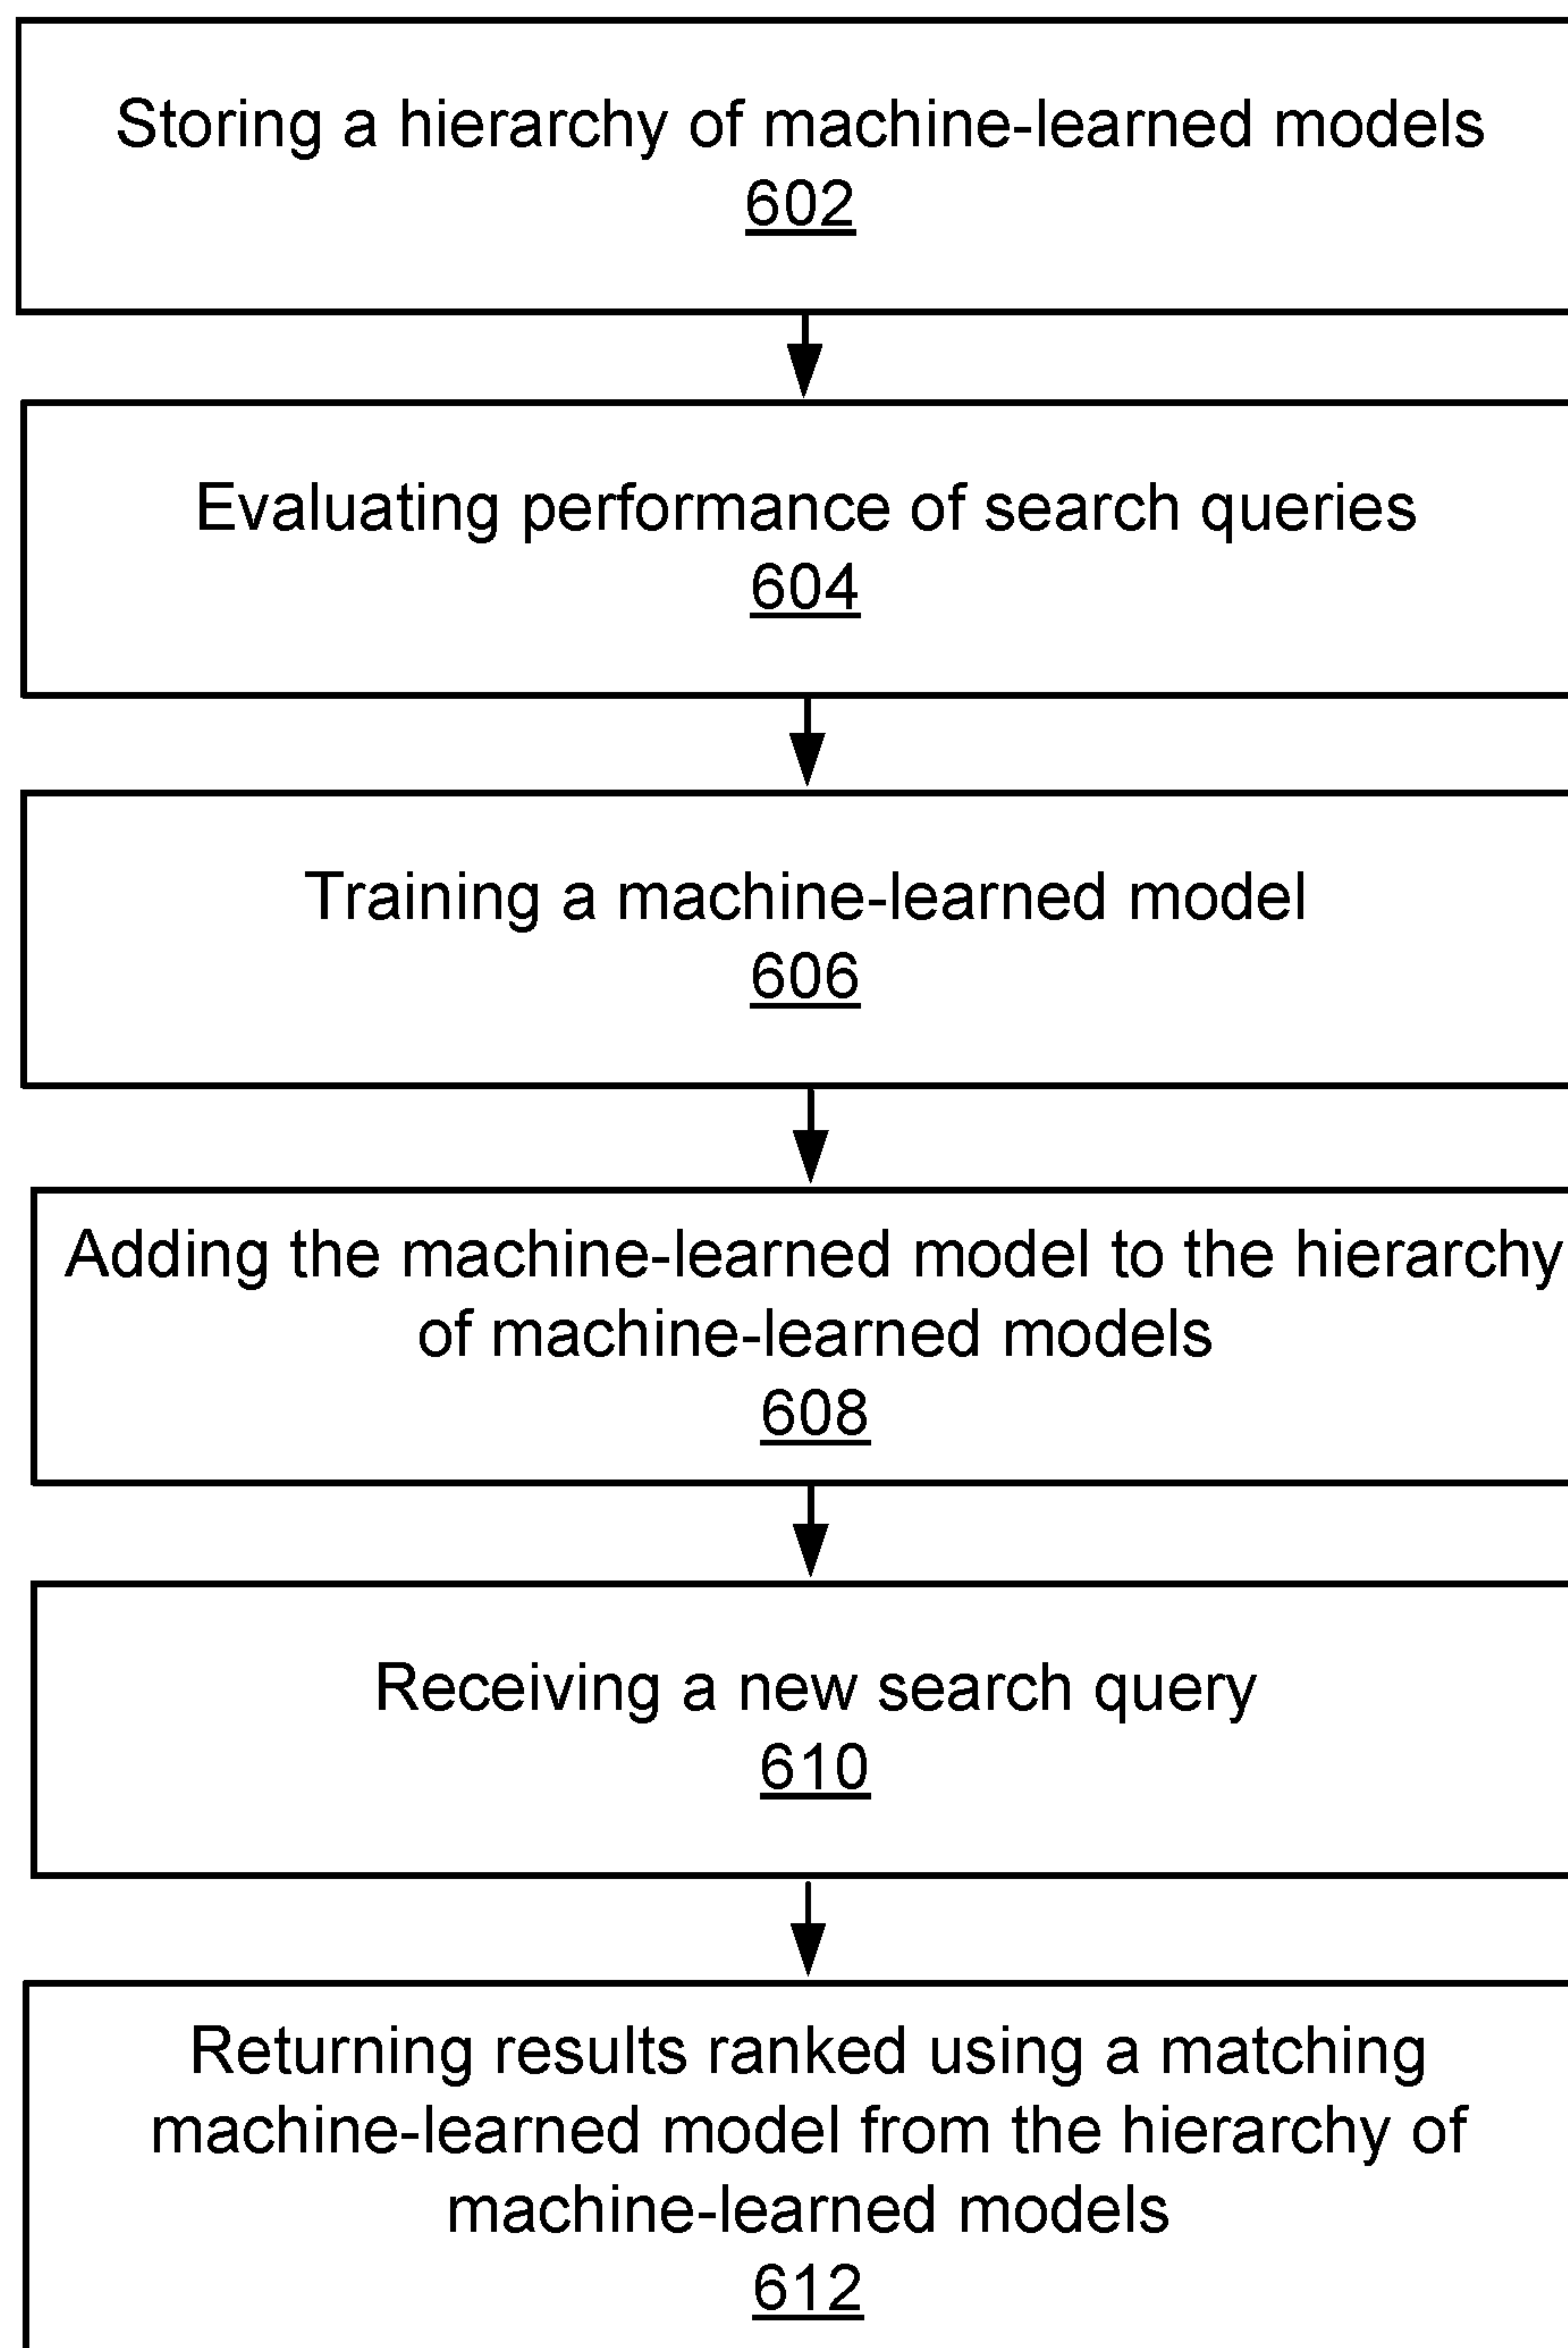 Storing a hierarchy of machine-learned models
602
Evaluating performance of search queries
604
Training a machine-learned model
606
Adding the machine-learned model to the hierarchy
of machine-learned models
608
Receiving a new search query
610
Returning results ranked using a matching
machine-learned model from the hierarchy of
machine-learned models
612